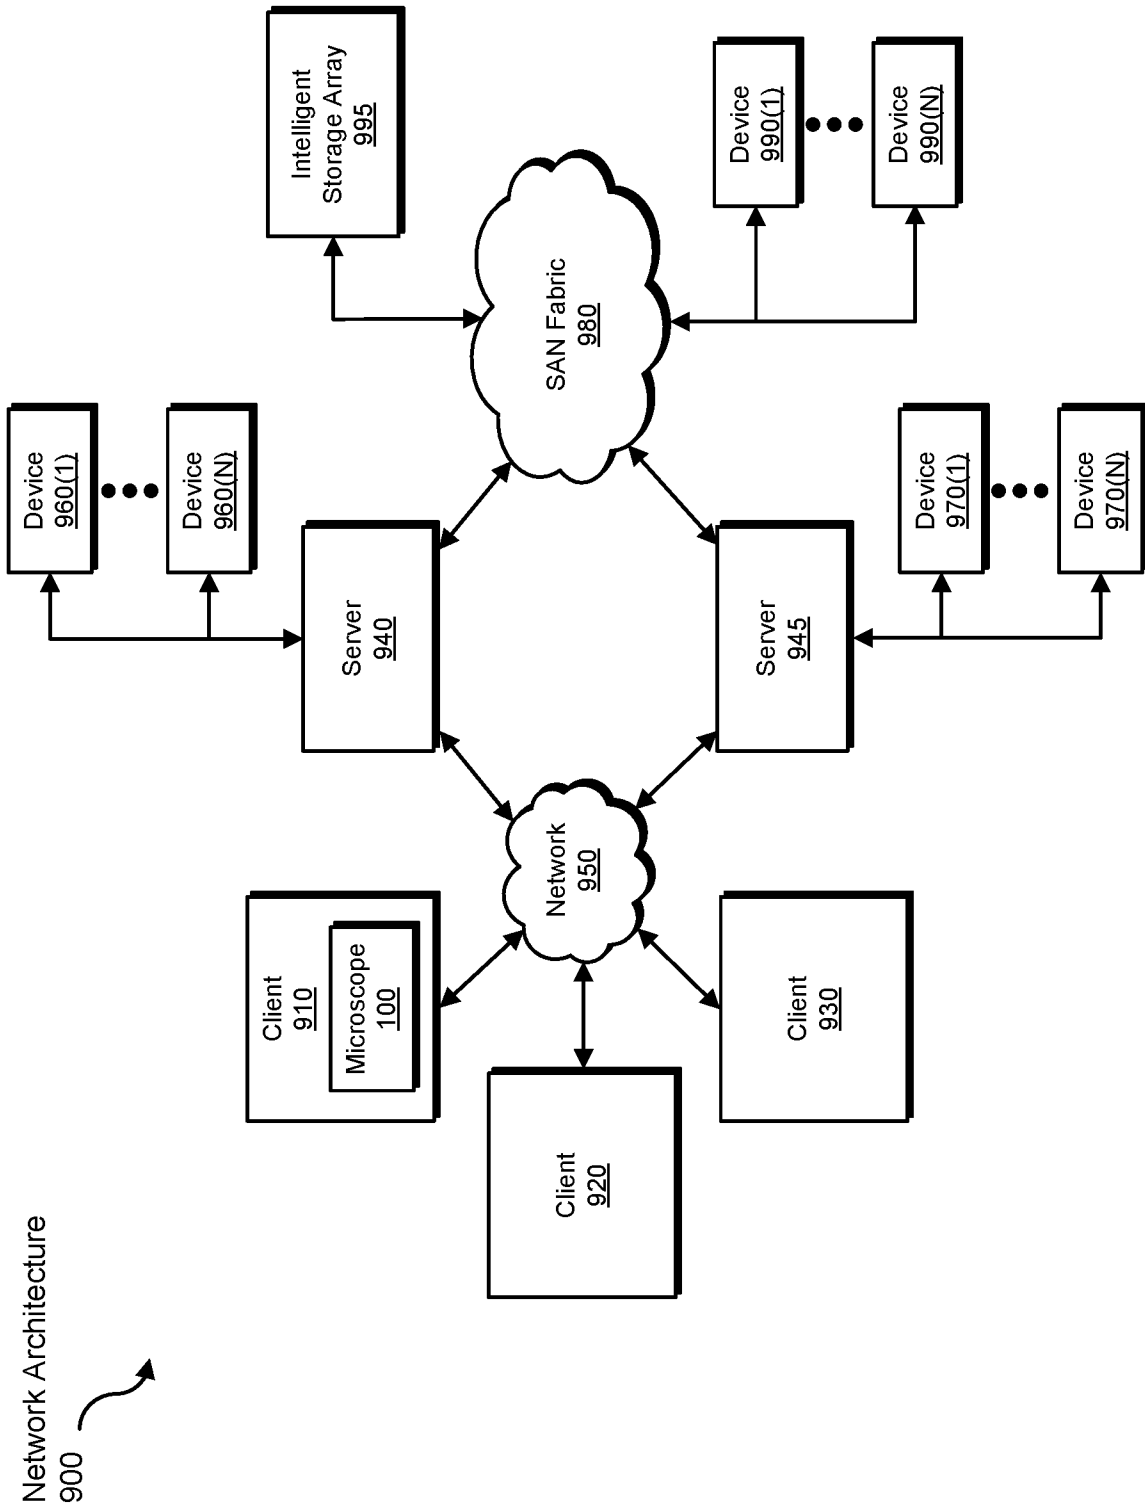 Network Architecture
900
Client
910
Microscope
100
Client
920
Client
930
Network
950
Server
940
Server
945
Device
960(1)
Device
960(N)
Device
970(1)
Device
970(N)
SAN Fabric
980
Intelligent
Storage Array
995
Device
990(1)
Device
990(N)